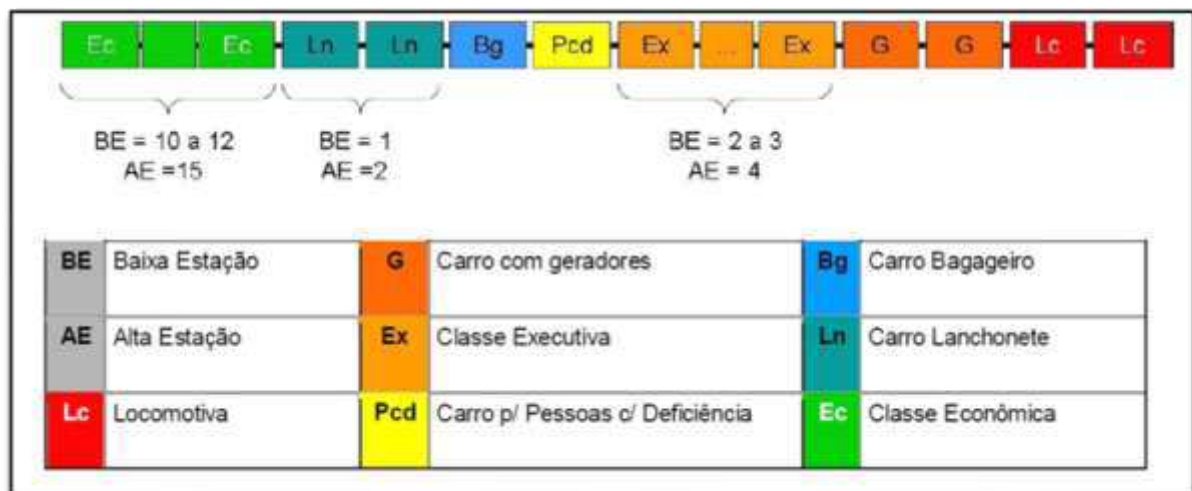 Ec Ec Ln Ln Bg Pcd Ex ... Ex G G Lc Lc
BE = 10 a 12 BE = 1 BE = 2 a 3
AE =15 AE =2 AE = 4
BE Baixa Estação G Carro com geradores Bg Carro Bagageiro
AE Alta Estação Ex Classe Executiva Ln Carro Lanchonete
Lc Locomotiva Pcd Carro p/ Pessoas c/ Deficiência Ec Classe Econômica